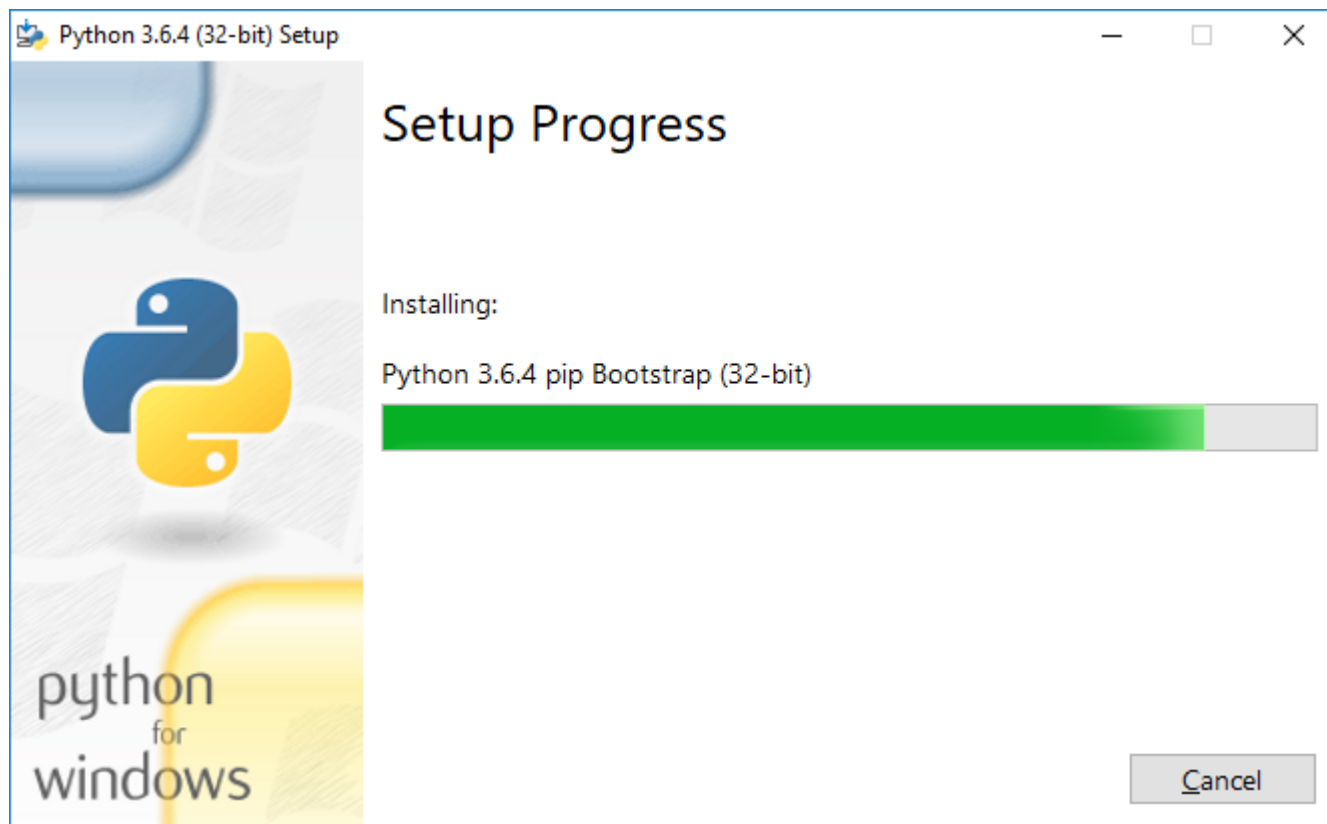 Python 3.6.4 (32-bit) Setup
Setup Progress
Installing:
Python 3.6.4 pip Bootstrap (32-bit)
python
for
windows
Cancel